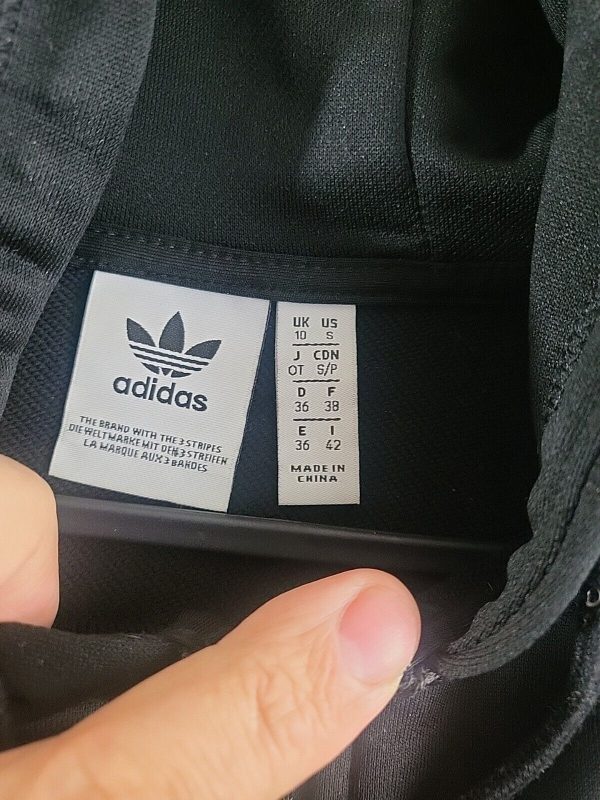 adidas
THE BRAND WITH THE 3 STRIPES
DIE WELTMARKE MIT DEN 3 STREIFEN
LA MARQUE AUX 3 BANDES
UK US
10 S
J CDN
OT S/P
D F
36 38
E I
36 42
MADE IN
CHINA